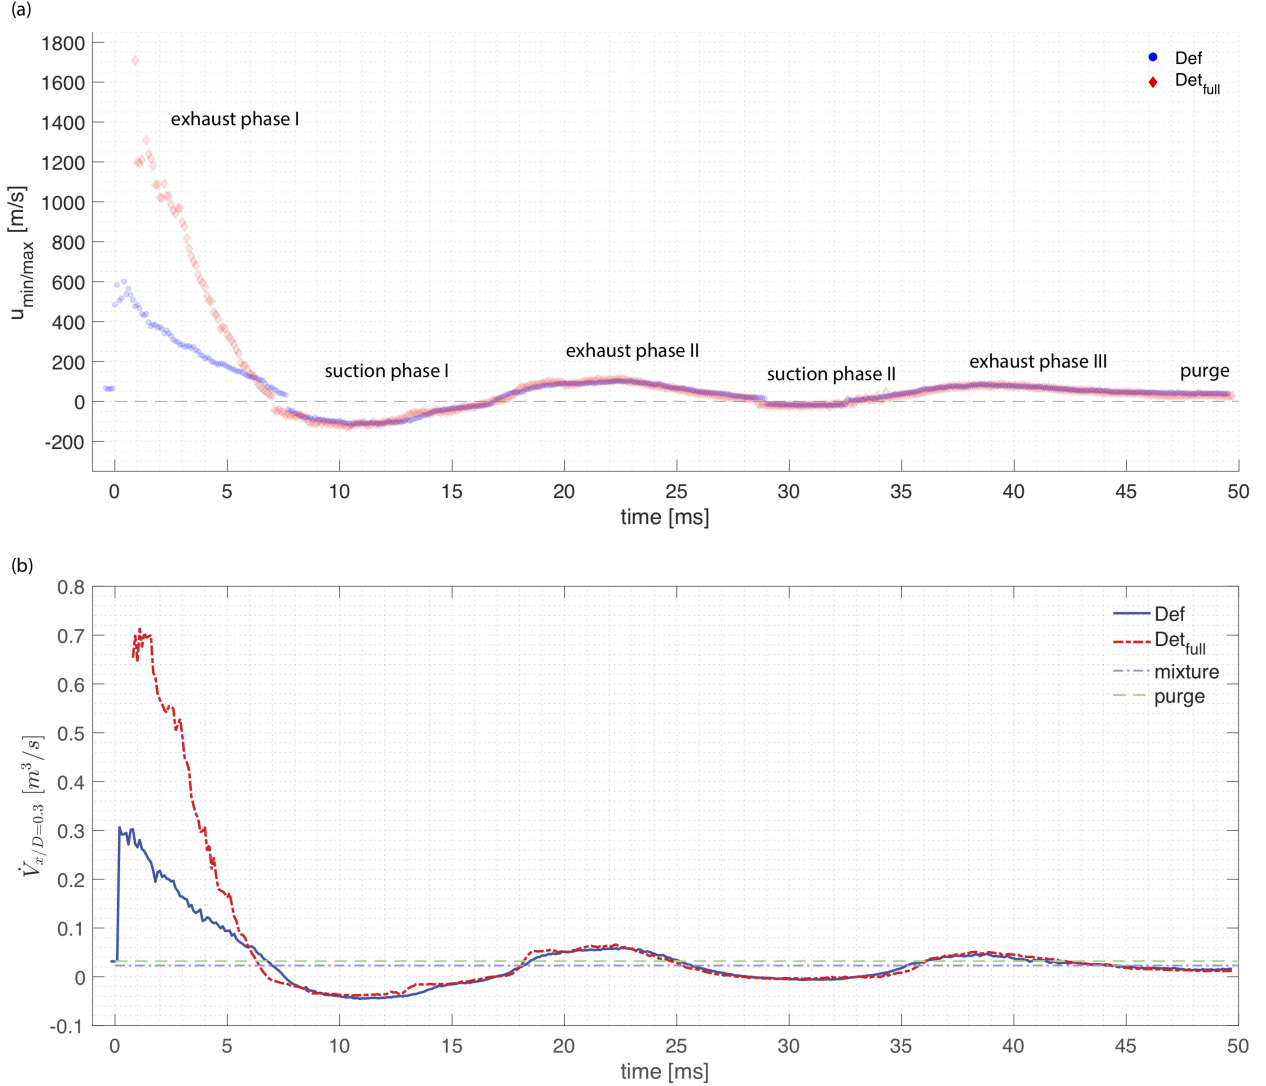 (a)
1800
1600
1400
1200
1000
800
600
400
200
0
-200
u_min/max [m/s]
Def
Det_full
exhaust phase I
suction phase I
exhaust phase II
suction phase II
exhaust phase III
purge
0 5 10 15 20 25 30 35 40 45 50
time [ms]
(b)
0.8
0.7
0.6
0.5
0.4
0.3
0.2
0.1
0
-0.1
V̇_x/D=0.3 [m³/s]
Def
Det_full
mixture
purge
0 5 10 15 20 25 30 35 40 45 50
time [ms]